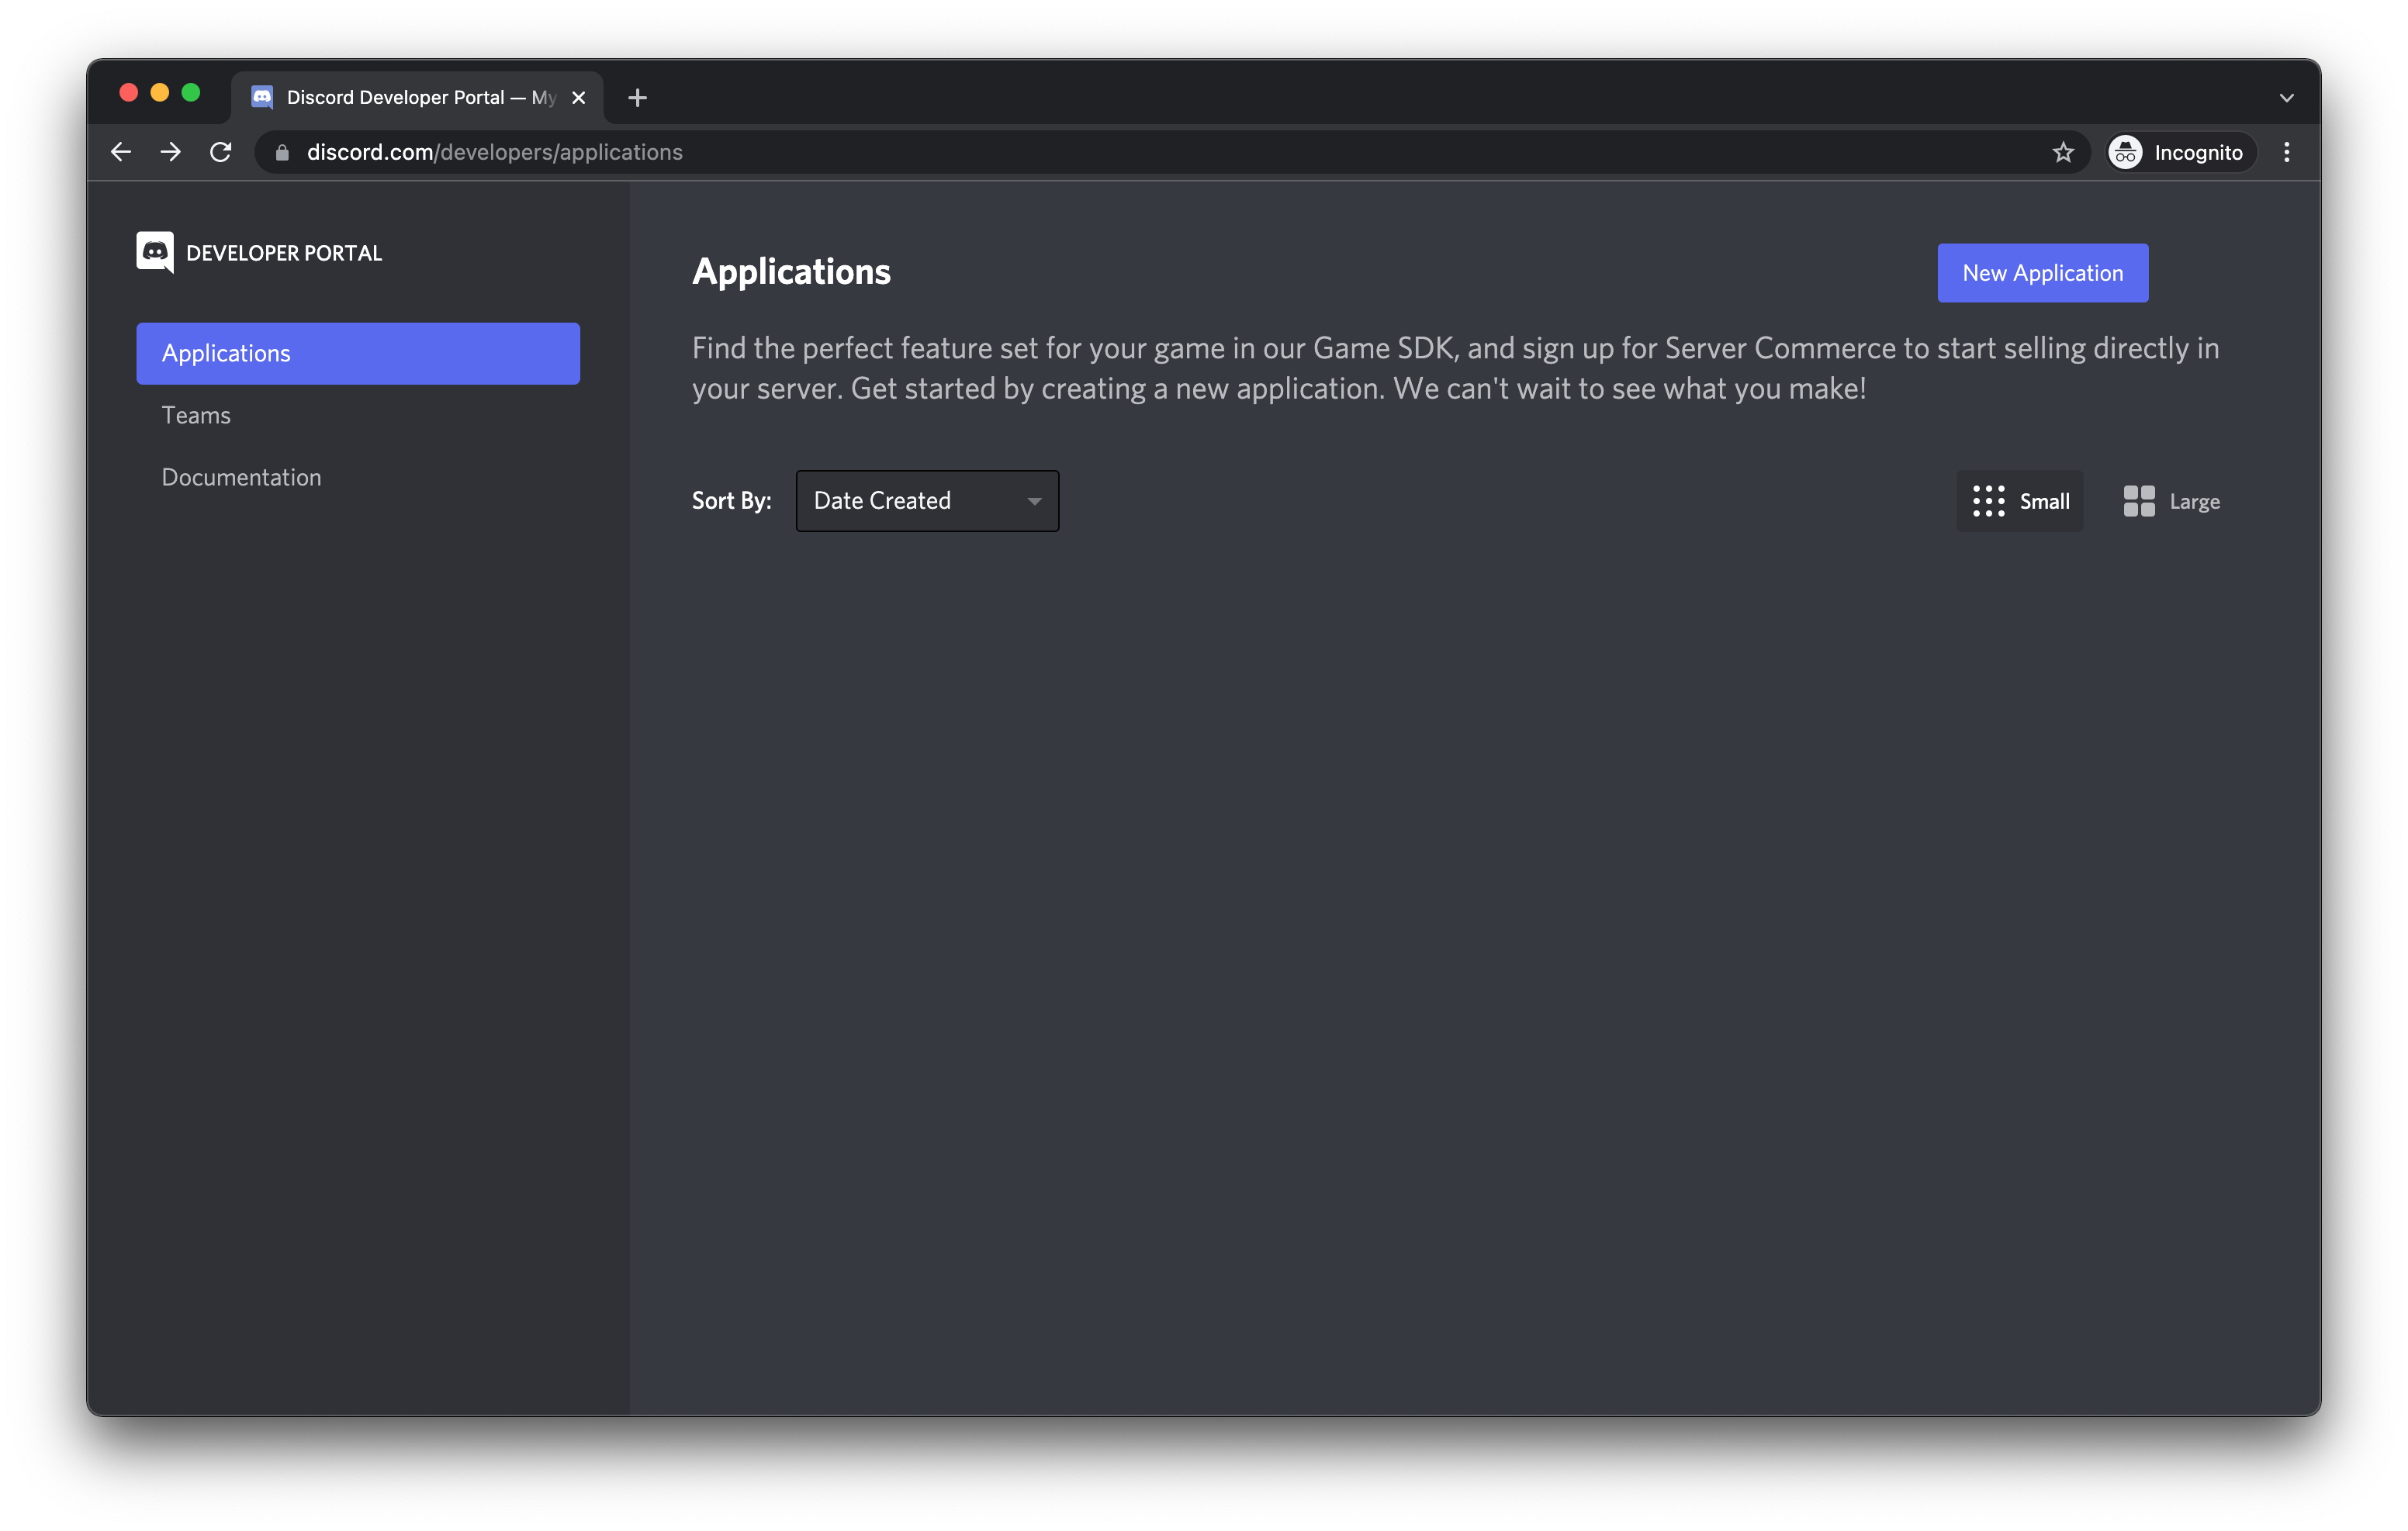 Discord Developer Portal — My
discord.com/developers/applications
Incognito
DEVELOPER PORTAL
Applications
Teams
Documentation
Applications
New Application
Find the perfect feature set for your game in our Game SDK, and sign up for Server Commerce to start selling directly in
your server. Get started by creating a new application. We can't wait to see what you make!
Sort By:
Date Created
Small
Large